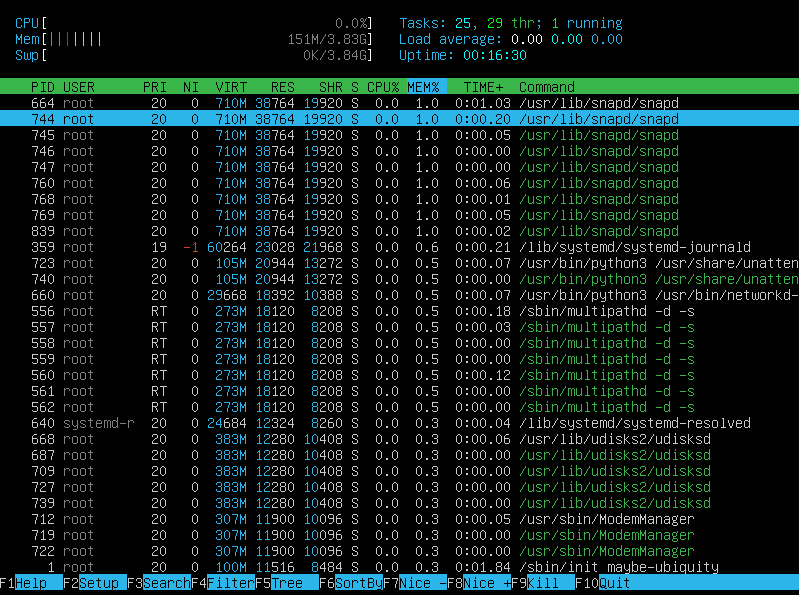 CPU[ 0.0%] Tasks: 25, 29 thr; 1 running
Mem[||||||| 151M/3.83G] Load average: 0.00 0.00 0.00
Swp[ 0K/3.84G] Uptime: 00:16:30
PID USER PRI NI VIRT RES SHR S CPU% MEM% TIME+ Command
664 root 20 0 710M 38764 19920 S 0.0 1.0 0:01.03 /usr/lib/snapd/snapd
744 root 20 0 710M 38764 19920 S 0.0 1.0 0:00.20 /usr/lib/snapd/snapd
745 root 20 0 710M 38764 19920 S 0.0 1.0 0:00.05 /usr/lib/snapd/snapd
746 root 20 0 710M 38764 19920 S 0.0 1.0 0:00.00 /usr/lib/snapd/snapd
747 root 20 0 710M 38764 19920 S 0.0 1.0 0:00.00 /usr/lib/snapd/snapd
760 root 20 0 710M 38764 19920 S 0.0 1.0 0:00.06 /usr/lib/snapd/snapd
768 root 20 0 710M 38764 19920 S 0.0 1.0 0:00.01 /usr/lib/snapd/snapd
769 root 20 0 710M 38764 19920 S 0.0 1.0 0:00.05 /usr/lib/snapd/snapd
839 root 20 0 710M 38764 19920 S 0.0 1.0 0:00.02 /usr/lib/snapd/snapd
359 root 19 -1 60264 23028 21968 S 0.0 0.6 0:00.21 /lib/systemd/systemd-journald
723 root 20 0 105M 20944 13272 S 0.0 0.5 0:00.07 /usr/bin/python3 /usr/share/unatten
740 root 20 0 105M 20944 13272 S 0.0 0.5 0:00.00 /usr/bin/python3 /usr/share/unatten
660 root 20 0 29668 18392 10388 S 0.0 0.5 0:00.07 /usr/bin/python3 /usr/bin/networkd-
556 root RT 0 273M 18120 8208 S 0.0 0.5 0:00.18 /sbin/multipathd -d -s
557 root RT 0 273M 18120 8208 S 0.0 0.5 0:00.03 /sbin/multipathd -d -s
558 root RT 0 273M 18120 8208 S 0.0 0.5 0:00.00 /sbin/multipathd -d -s
559 root RT 0 273M 18120 8208 S 0.0 0.5 0:00.00 /sbin/multipathd -d -s
560 root RT 0 273M 18120 8208 S 0.0 0.5 0:00.12 /sbin/multipathd -d -s
561 root RT 0 273M 18120 8208 S 0.0 0.5 0:00.00 /sbin/multipathd -d -s
562 root RT 0 273M 18120 8208 S 0.0 0.5 0:00.00 /sbin/multipathd -d -s
640 systemd-r 20 0 24684 12324 8260 S 0.0 0.3 0:00.04 /lib/systemd/systemd-resolved
668 root 20 0 383M 12280 10408 S 0.0 0.3 0:00.06 /usr/lib/udisks2/udisksd
687 root 20 0 383M 12280 10408 S 0.0 0.3 0:00.00 /usr/lib/udisks2/udisksd
709 root 20 0 383M 12280 10408 S 0.0 0.3 0:00.00 /usr/lib/udisks2/udisksd
727 root 20 0 383M 12280 10408 S 0.0 0.3 0:00.00 /usr/lib/udisks2/udisksd
739 root 20 0 383M 12280 10408 S 0.0 0.3 0:00.00 /usr/lib/udisks2/udisksd
712 root 20 0 307M 11900 10096 S 0.0 0.3 0:00.05 /usr/sbin/ModemManager
719 root 20 0 307M 11900 10096 S 0.0 0.3 0:00.00 /usr/sbin/ModemManager
722 root 20 0 307M 11900 10096 S 0.0 0.3 0:00.00 /usr/sbin/ModemManager
1 root 20 0 100M 11516 8484 S 0.0 0.3 0:01.84 /sbin/init maybe-ubiquity
F1Help F2Setup F3SearchF4FilterF5Tree F6SortByF7Nice -F8Nice +F9Kill F10Quit